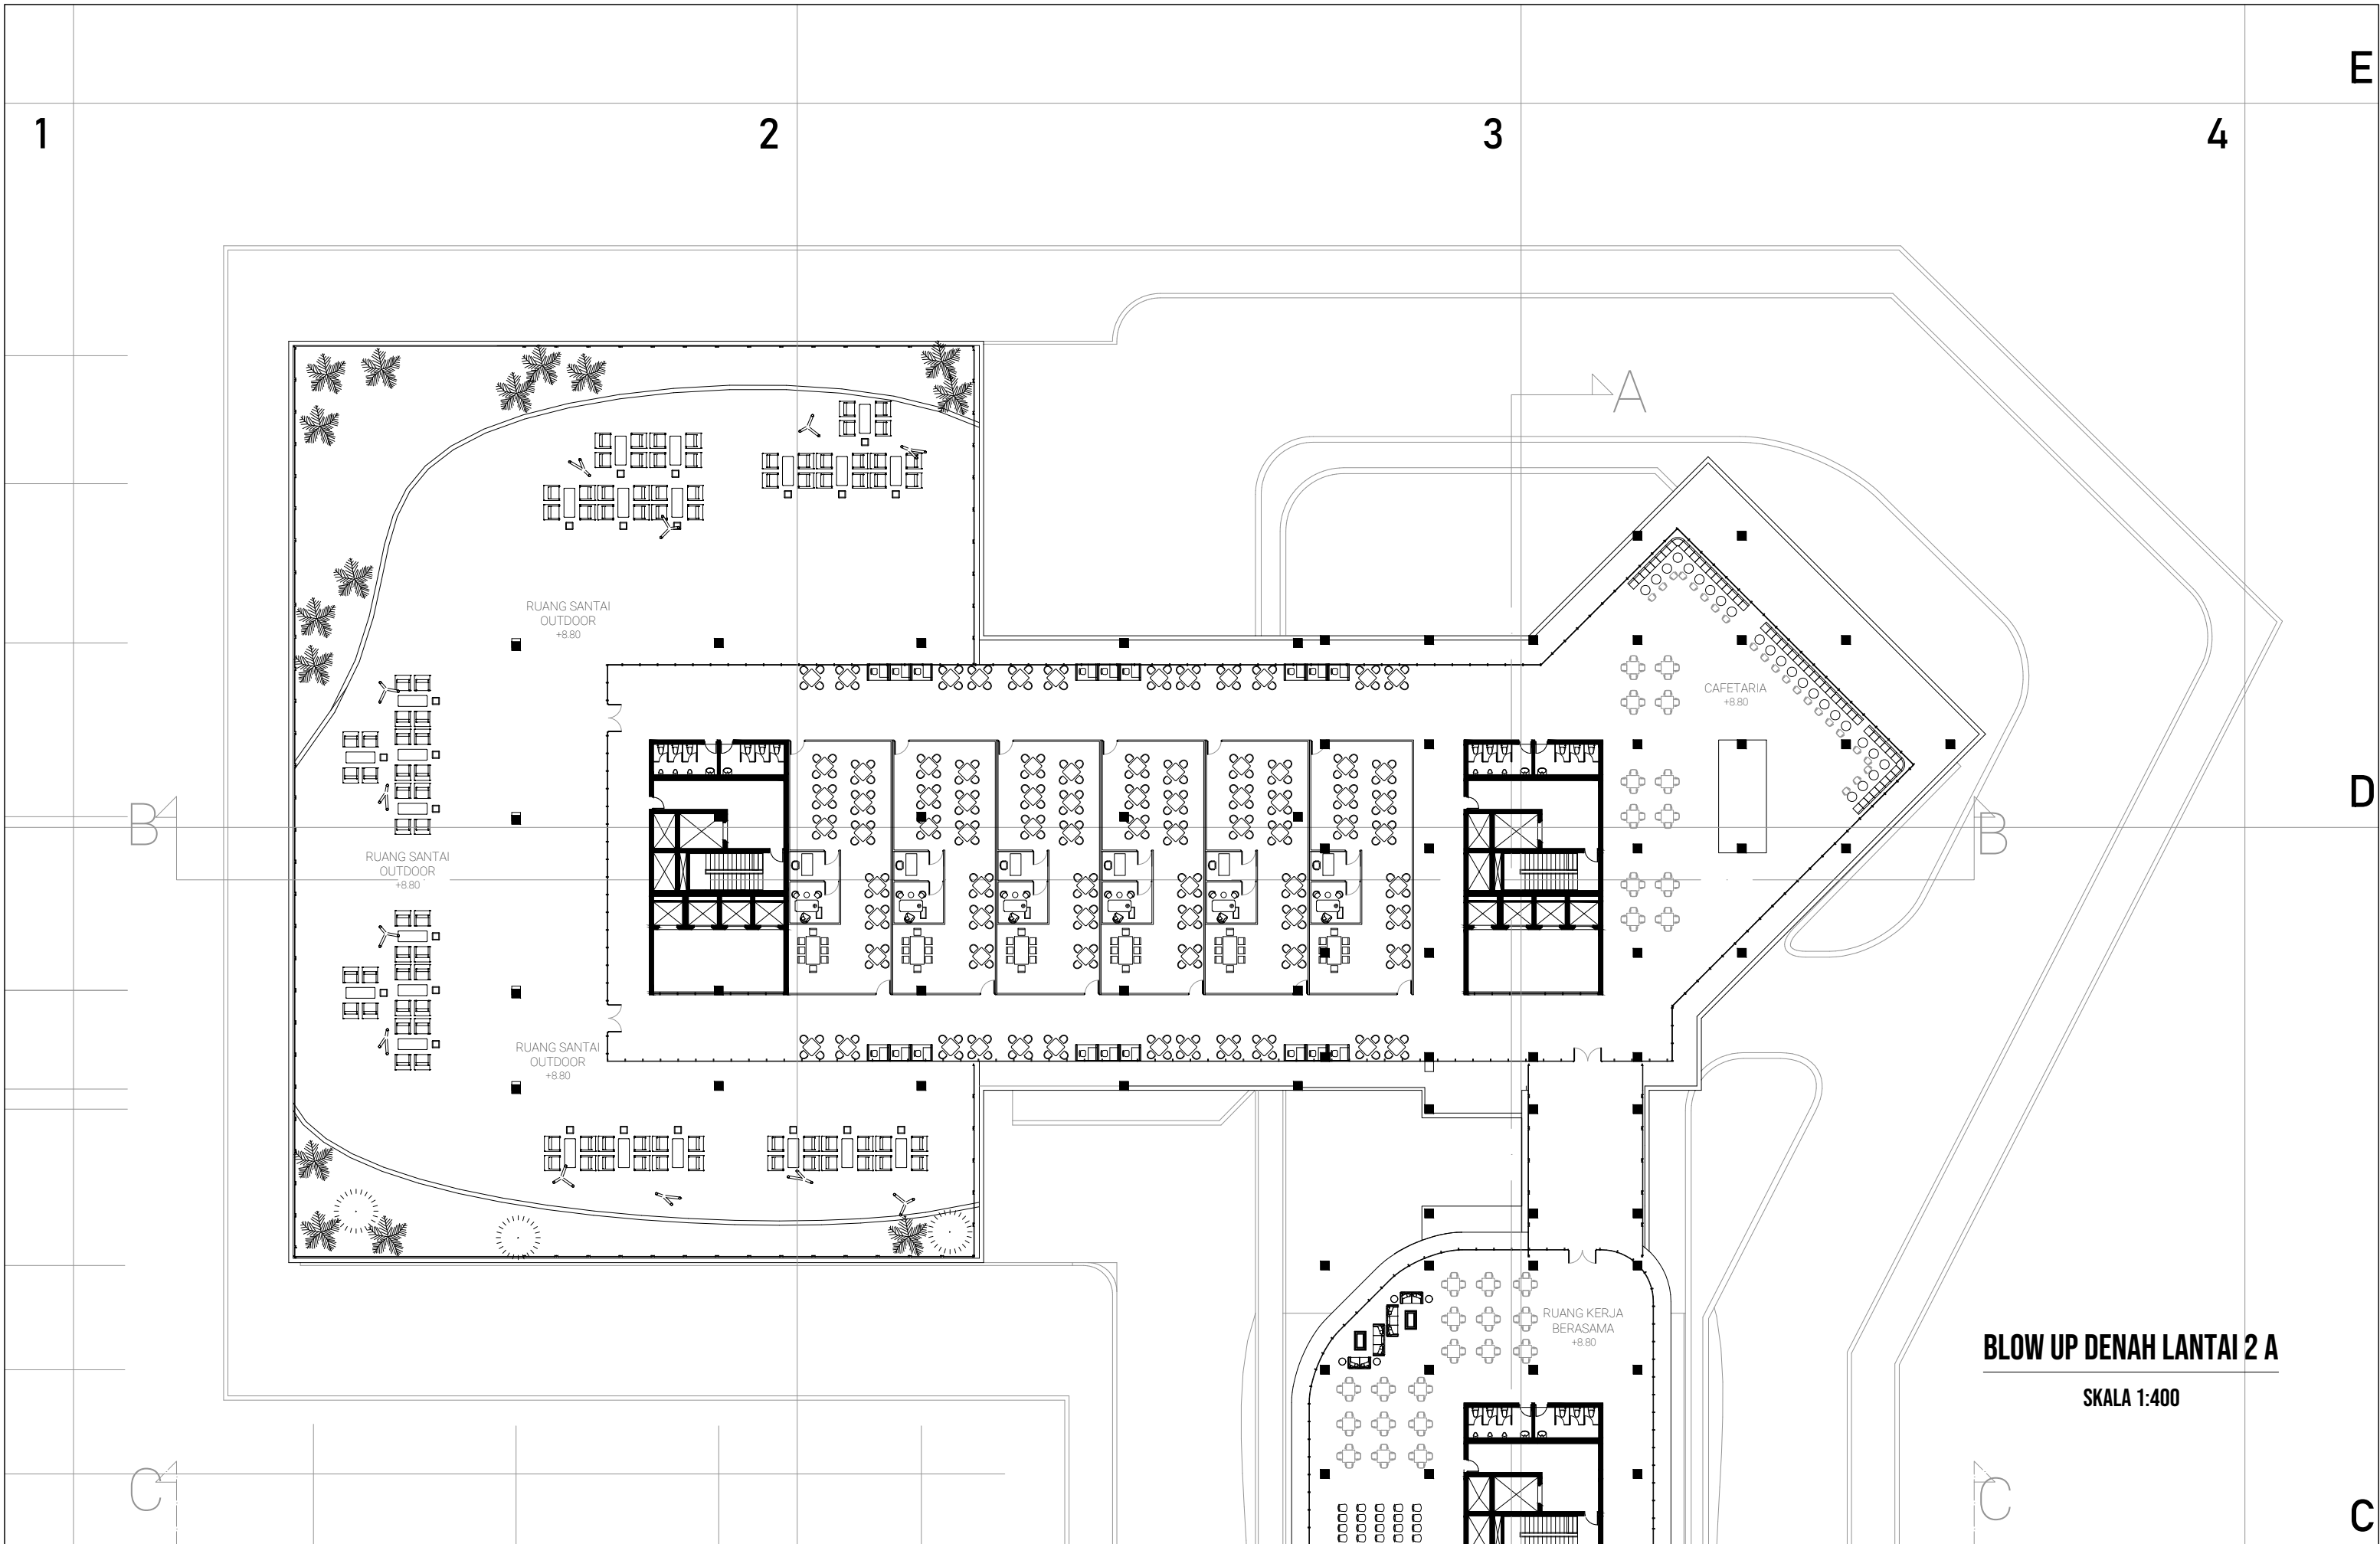 E
1
2
3
4
A
RUANG SANTAI
OUTDOOR
+8.80
CAFETARIA
+8.80
D
B
B
RUANG SANTAI
OUTDOOR
+8.80
RUANG SANTAI
OUTDOOR
+8.80
RUANG KERJA
BERASAMA
+8.80
BLOW UP DENAH LANTAI 2 A
SKALA 1:400
C
C
C